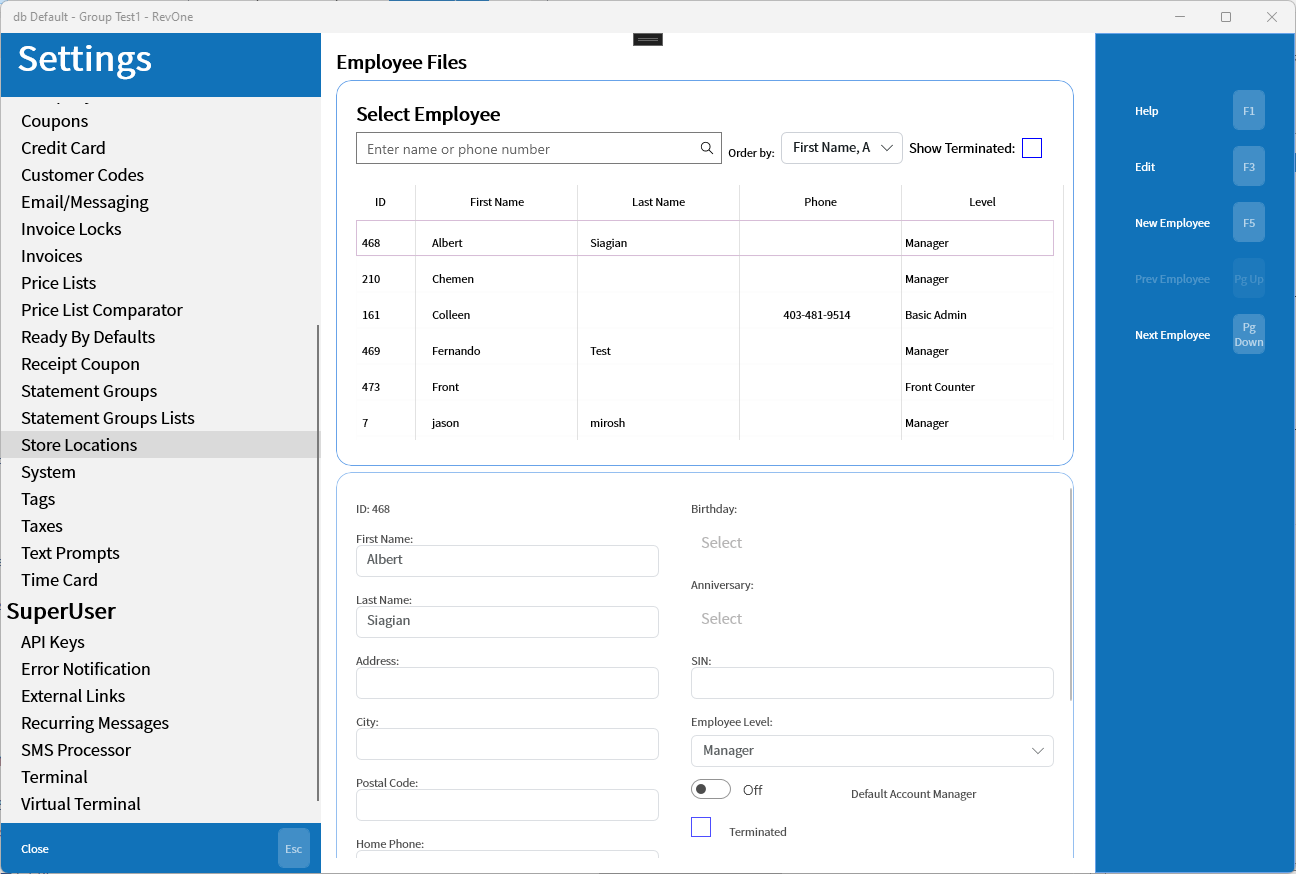 db Default - Group Test1 - RevOne
Settings
Coupons
Credit Card
Customer Codes
Email/Messaging
Invoice Locks
Invoices
Price Lists
Price List Comparator
Ready By Defaults
Receipt Coupon
Statement Groups
Statement Groups Lists
Store Locations
System
Tags
Taxes
Text Prompts
Time Card
SuperUser
API Keys
Error Notification
External Links
Recurring Messages
SMS Processor
Terminal
Virtual Terminal
Close Esc
Employee Files
Select Employee
Enter name or phone number Order by: First Name, A Show Terminated:
ID First Name Last Name Phone Level
468 Albert Siagian Manager
210 Chemen Manager
161 Colleen 403-481-9514 Basic Admin
469 Fernando Test Manager
473 Front Front Counter
7 jason mirosh Manager
ID: 468
First Name:
Albert
Last Name:
Siagian
Address:
City:
Postal Code:
Home Phone:
Birthday:
Select
Anniversary:
Select
SIN:
Employee Level:
Manager
Off Default Account Manager
Terminated
Help F1
Edit F3
New Employee F5
Prev Employee Pg Up
Next Employee Pg Down